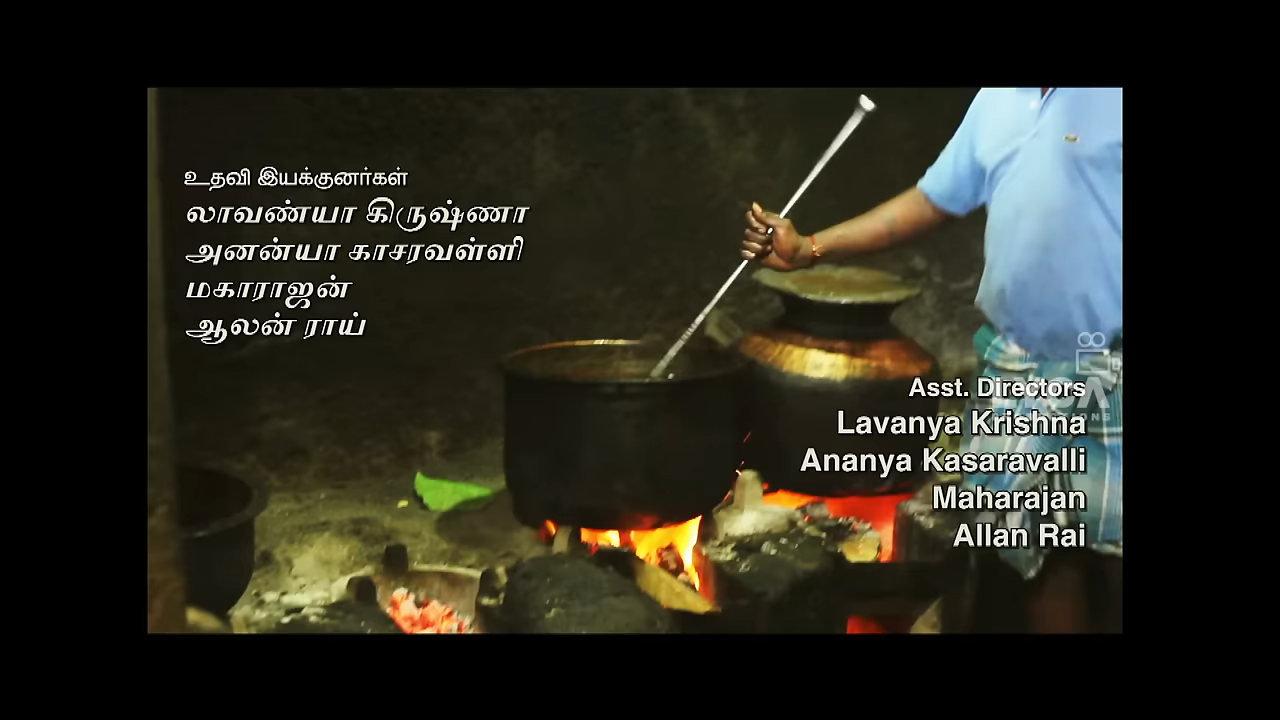 உதவி இயக்குனர்கள்
லாவண்யா கிருஷ்ணா
அனன்யா காசரவள்ளி
மகாராஜன்
ஆலன் ராய்
Asst. Directors
Lavanya Krishna
Ananya Kasaravalli
Maharajan
Allan Rai